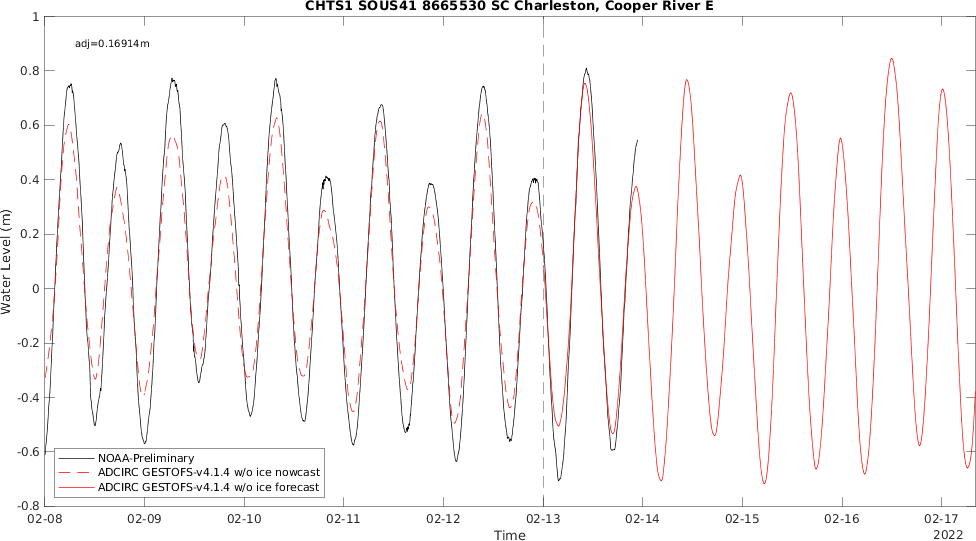 CHTS1 SOUS41 8665530 SC Charleston, Cooper River E
adj=0.16914m
1
0.8
0.6
0.4
0.2
0
-0.2
-0.4
-0.6
-0.8
Water Level (m)
NOAA-Preliminary
ADCIRC GESTOFS-v4.1.4 w/o ice nowcast
ADCIRC GESTOFS-v4.1.4 w/o ice forecast
02-08 02-09 02-10 02-11 02-12 02-13 02-14 02-15 02-16 02-17
Time
2022